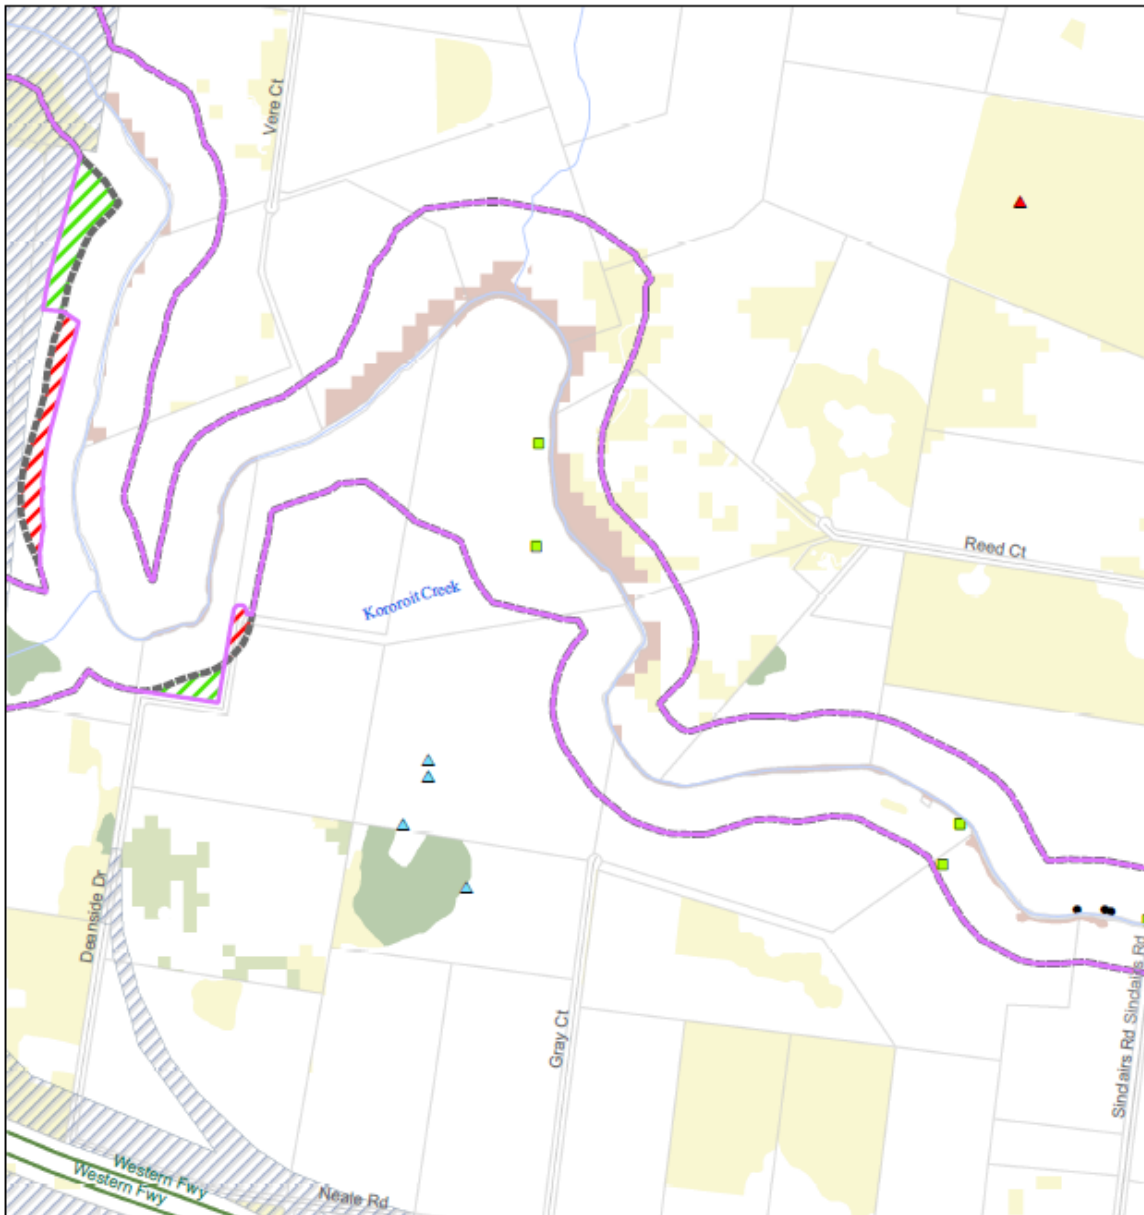 Vere Ct
Reed Ct
Kororoit Creek
Deanside Dr
Gray Ct
Sinclairs Rd Sinclairs Rd
Western Fwy
Western Fwy
Neale Rd